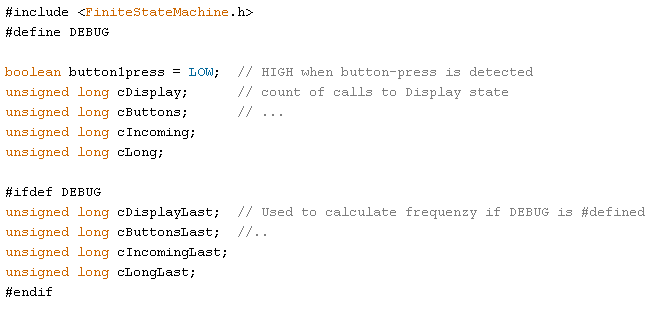 #include <FiniteStateMachine.h>
#define DEBUG

boolean button1press = LOW;  // HIGH when button-press is detected
unsigned long cDisplay;      // count of calls to Display state
unsigned long cButtons;      // ...
unsigned long cIncoming;
unsigned long cLong;

#ifdef DEBUG
unsigned long cDisplayLast;  // Used to calculate frequenzy if DEBUG is #defined
unsigned long cButtonsLast;  //..
unsigned long cIncomingLast;
unsigned long cLongLast;
#endif